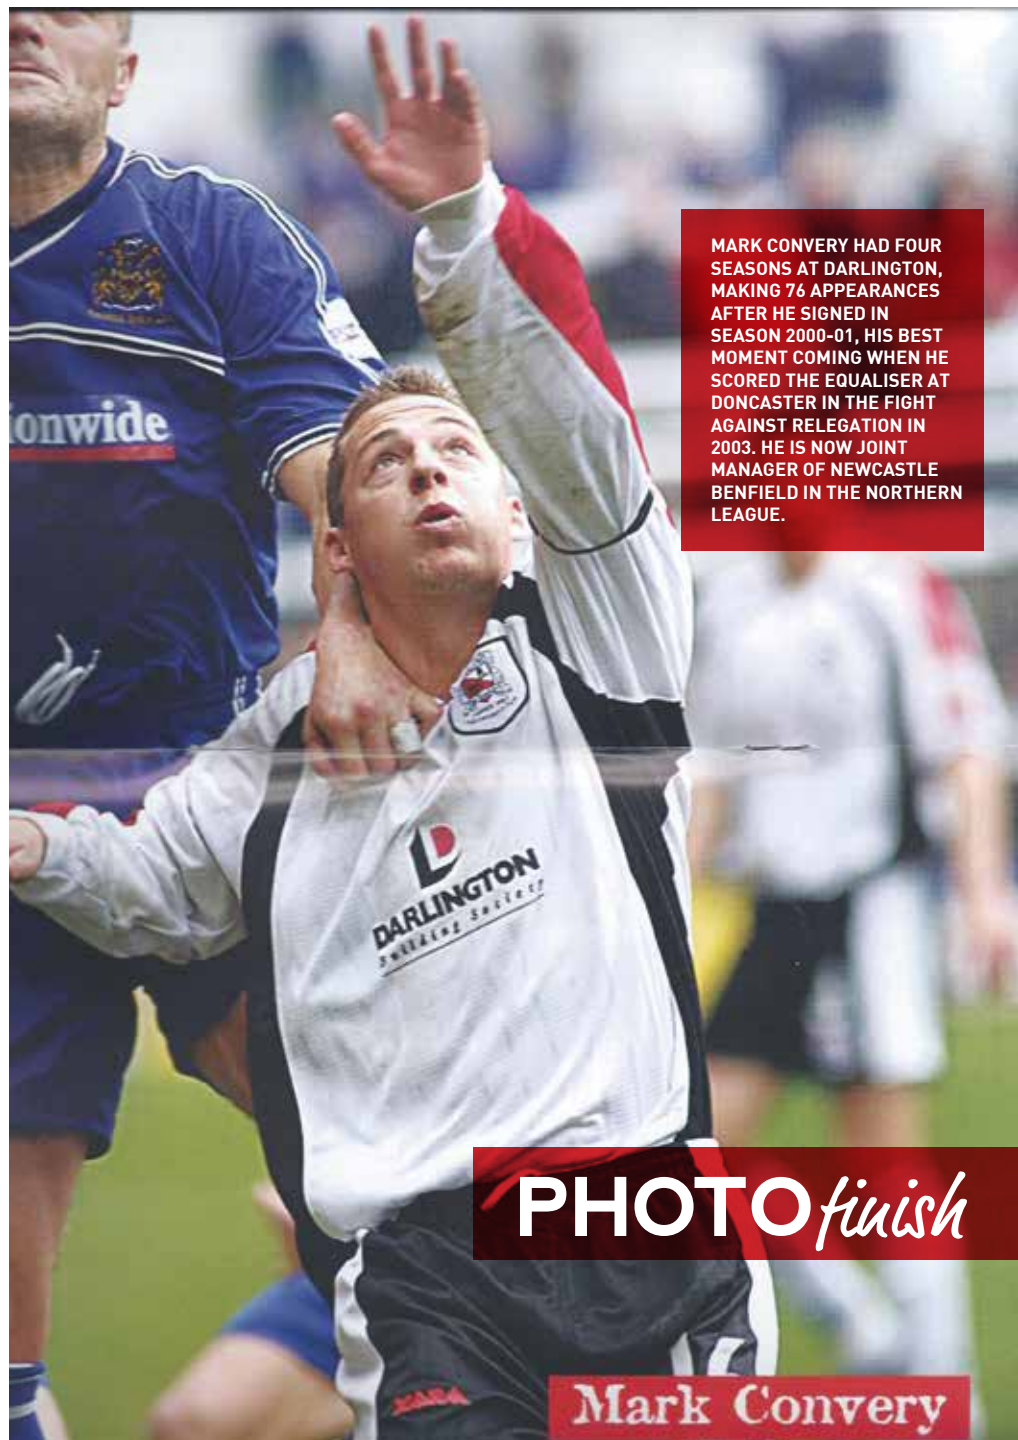 MARK CONVERY HAD FOUR
SEASONS AT DARLINGTON,
MAKING 76 APPEARANCES
AFTER HE SIGNED IN
SEASON 2000-01, HIS BEST
MOMENT COMING WHEN HE
SCORED THE EQUALISER AT
DONCASTER IN THE FIGHT
AGAINST RELEGATION IN
2003. HE IS NOW JOINT
MANAGER OF NEWCASTLE
BENFIELD IN THE NORTHERN
LEAGUE.
ionwide
D
DARLINGTON
Building Society
PHOTOfinish
XARA
Mark Convery